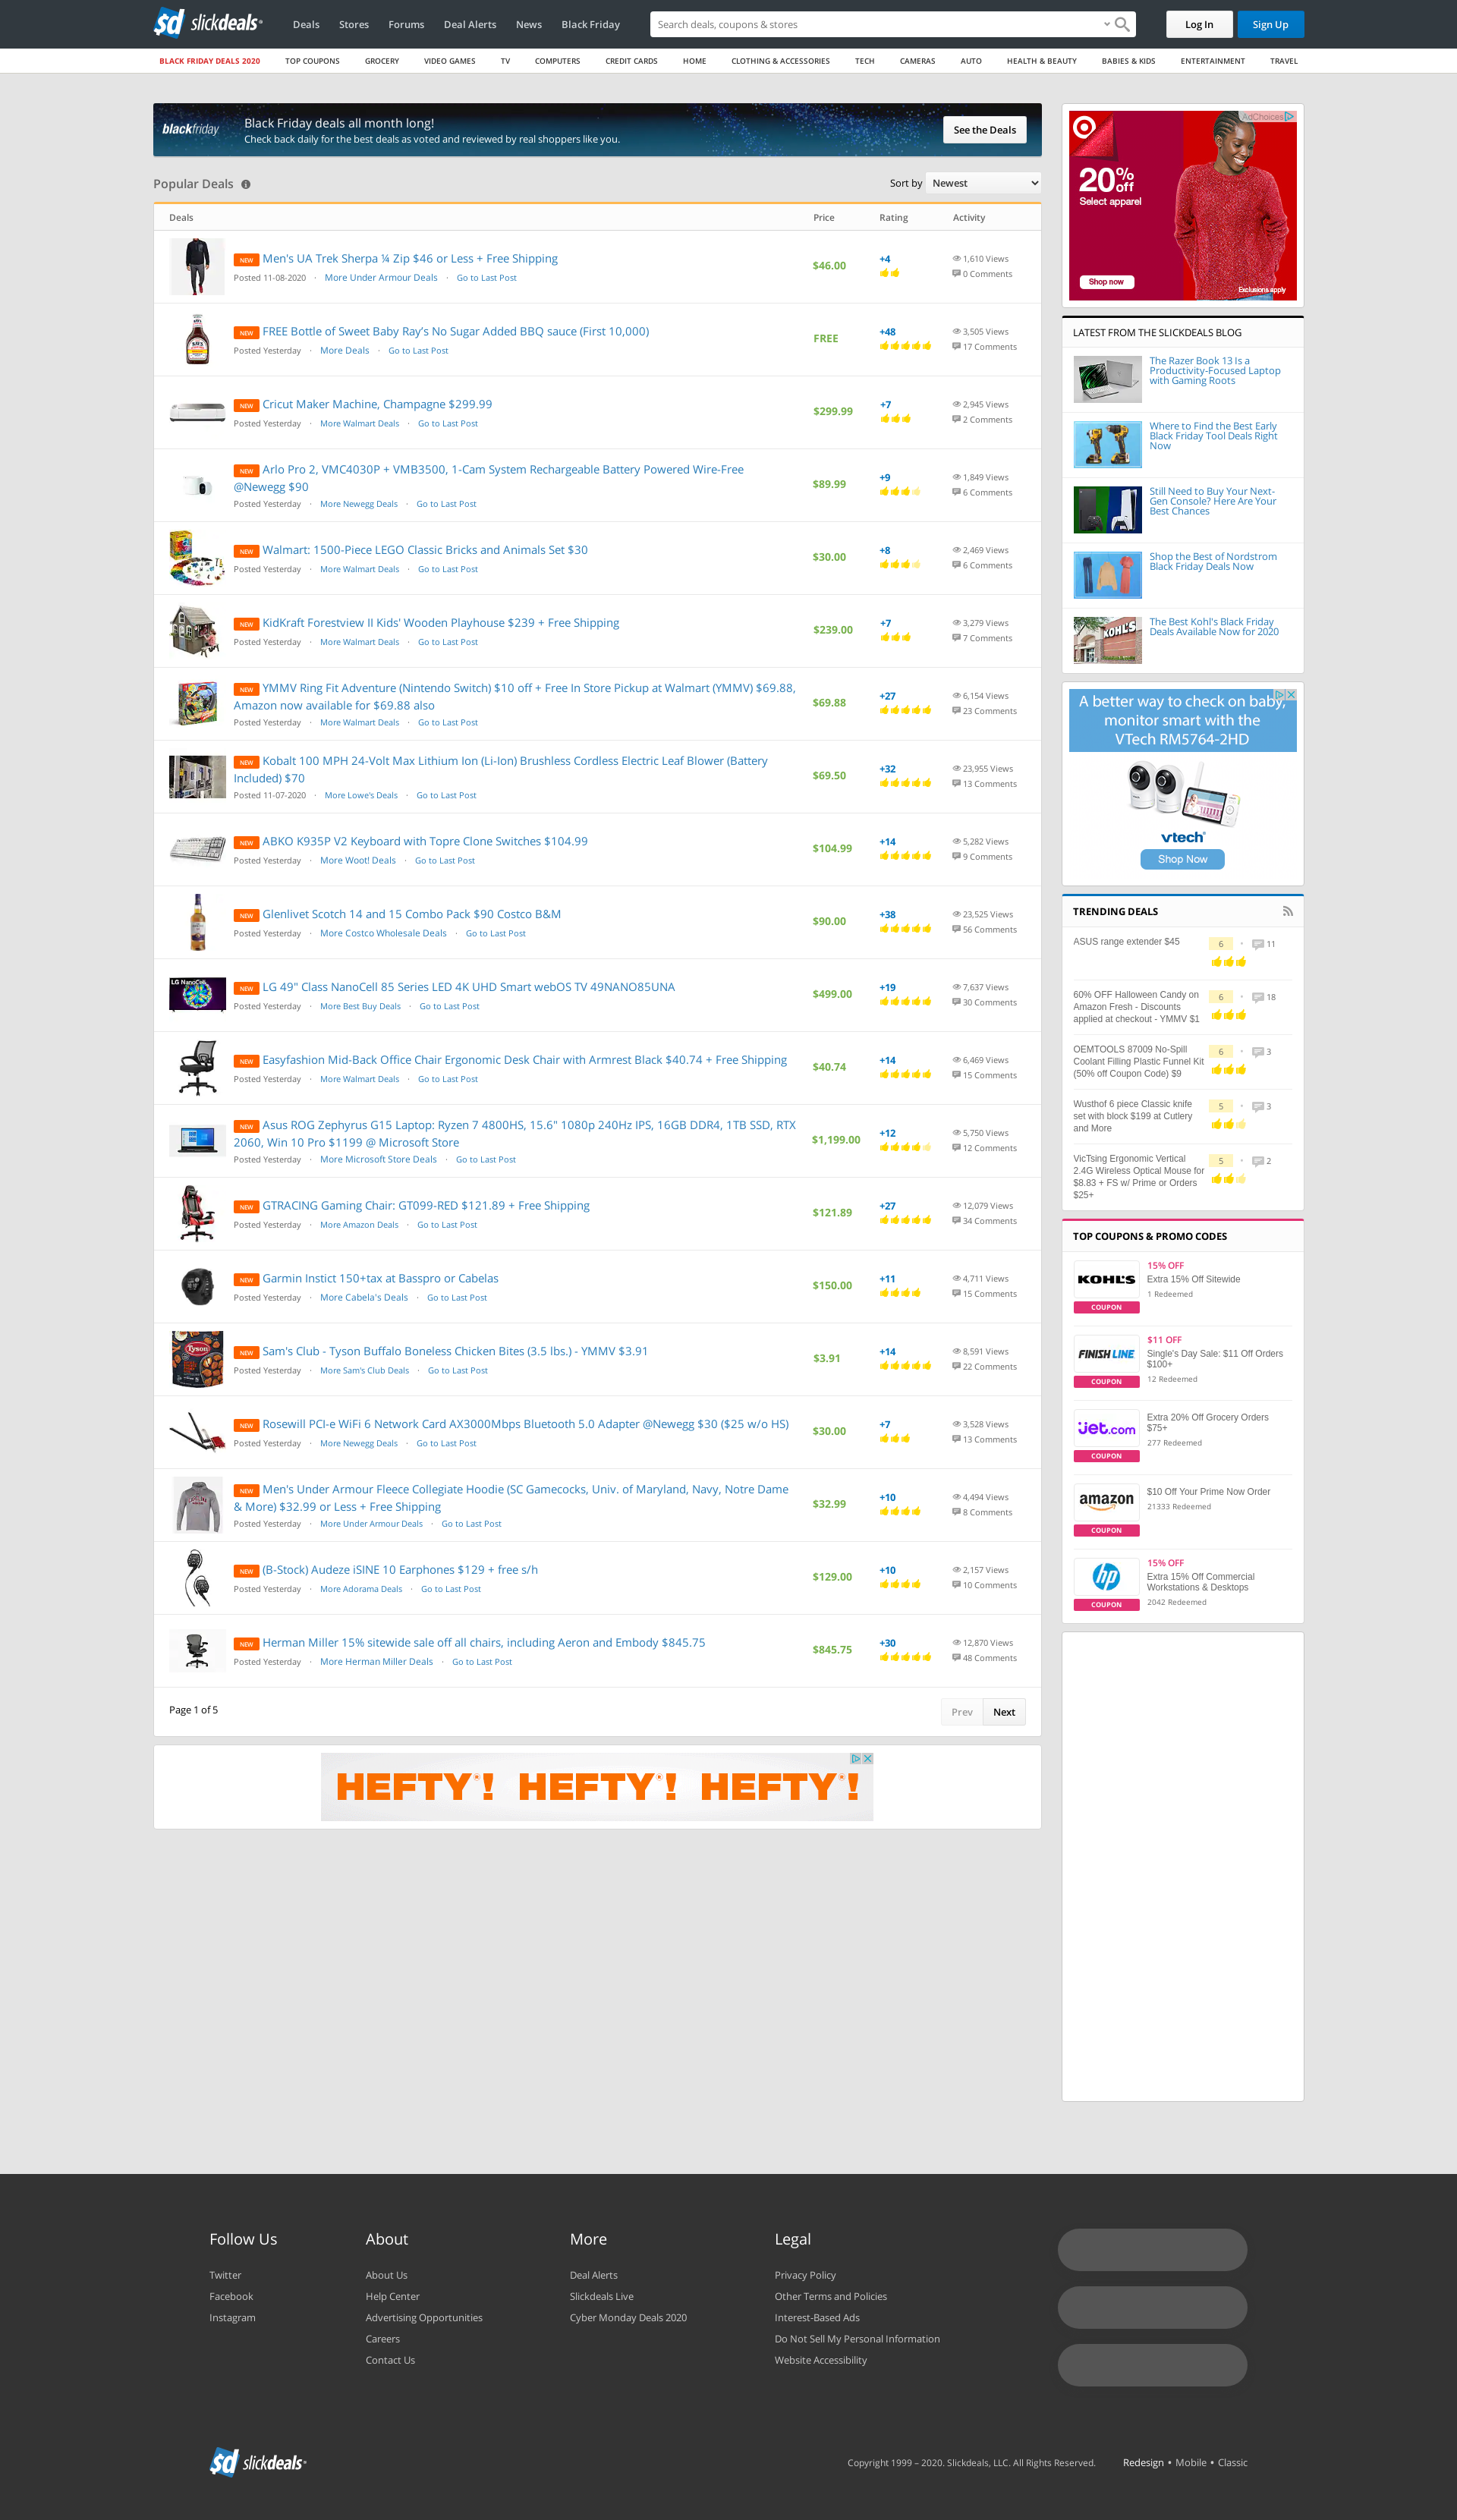 sd slickdeals
Deals Stores Forums Deal Alerts News Black Friday
Search deals, coupons & stores
Log In Sign Up
BLACK FRIDAY DEALS 2020 TOP COUPONS GROCERY VIDEO GAMES TV COMPUTERS CREDIT CARDS HOME CLOTHING & ACCESSORIES TECH CAMERAS AUTO HEALTH & BEAUTY BABIES & KIDS ENTERTAINMENT TRAVEL
blackfriday
Black Friday deals all month long!
Check back daily for the best deals as voted and reviewed by real shoppers like you.
See the Deals
Popular Deals
Sort by Newest
Deals Price Rating Activity
NEW Men's UA Trek Sherpa ¼ Zip $46 or Less + Free Shipping
Posted 11-08-2020 · More Under Armour Deals · Go to Last Post
$46.00 +4 1,610 Views
0 Comments
NEW FREE Bottle of Sweet Baby Ray's No Sugar Added BBQ sauce (First 10,000)
Posted Yesterday · More Deals · Go to Last Post
FREE +48 3,505 Views
17 Comments
NEW Cricut Maker Machine, Champagne $299.99
Posted Yesterday · More Walmart Deals · Go to Last Post
$299.99 +7 2,945 Views
2 Comments
NEW Arlo Pro 2, VMC4030P + VMB3500, 1-Cam System Rechargeable Battery Powered Wire-Free
@Newegg $90
Posted Yesterday · More Newegg Deals · Go to Last Post
$89.99 +9 1,849 Views
6 Comments
NEW Walmart: 1500-Piece LEGO Classic Bricks and Animals Set $30
Posted Yesterday · More Walmart Deals · Go to Last Post
$30.00 +8 2,469 Views
6 Comments
NEW KidKraft Forestview II Kids' Wooden Playhouse $239 + Free Shipping
Posted Yesterday · More Walmart Deals · Go to Last Post
$239.00 +7 3,279 Views
7 Comments
NEW YMMV Ring Fit Adventure (Nintendo Switch) $10 off + Free In Store Pickup at Walmart (YMMV) $69.88,
Amazon now available for $69.88 also
Posted Yesterday · More Walmart Deals · Go to Last Post
$69.88 +27 6,154 Views
23 Comments
NEW Kobalt 100 MPH 24-Volt Max Lithium Ion (Li-Ion) Brushless Cordless Electric Leaf Blower (Battery
Included) $70
Posted 11-07-2020 · More Lowe's Deals · Go to Last Post
$69.50 +32 23,955 Views
13 Comments
NEW ABKO K935P V2 Keyboard with Topre Clone Switches $104.99
Posted Yesterday · More Woot! Deals · Go to Last Post
$104.99 +14 5,282 Views
9 Comments
NEW Glenlivet Scotch 14 and 15 Combo Pack $90 Costco B&M
Posted Yesterday · More Costco Wholesale Deals · Go to Last Post
$90.00 +38 23,525 Views
56 Comments
LG NanoCell
NEW LG 49" Class NanoCell 85 Series LED 4K UHD Smart webOS TV 49NANO85UNA
Posted Yesterday · More Best Buy Deals · Go to Last Post
$499.00 +19 7,637 Views
30 Comments
NEW Easyfashion Mid-Back Office Chair Ergonomic Desk Chair with Armrest Black $40.74 + Free Shipping
Posted Yesterday · More Walmart Deals · Go to Last Post
$40.74 +14 6,469 Views
15 Comments
NEW Asus ROG Zephyrus G15 Laptop: Ryzen 7 4800HS, 15.6" 1080p 240Hz IPS, 16GB DDR4, 1TB SSD, RTX
2060, Win 10 Pro $1199 @ Microsoft Store
Posted Yesterday · More Microsoft Store Deals · Go to Last Post
$1,199.00 +12 5,750 Views
12 Comments
NEW GTRACING Gaming Chair: GT099-RED $121.89 + Free Shipping
Posted Yesterday · More Amazon Deals · Go to Last Post
$121.89 +27 12,079 Views
34 Comments
NEW Garmin Instict 150+tax at Basspro or Cabelas
Posted Yesterday · More Cabela's Deals · Go to Last Post
$150.00 +11 4,711 Views
15 Comments
Tyson
NEW Sam's Club - Tyson Buffalo Boneless Chicken Bites (3.5 lbs.) - YMMV $3.91
Posted Yesterday · More Sam's Club Deals · Go to Last Post
$3.91 +14 8,591 Views
22 Comments
NEW Rosewill PCI-e WiFi 6 Network Card AX3000Mbps Bluetooth 5.0 Adapter @Newegg $30 ($25 w/o HS)
Posted Yesterday · More Newegg Deals · Go to Last Post
$30.00 +7 3,528 Views
13 Comments
NEW Men's Under Armour Fleece Collegiate Hoodie (SC Gamecocks, Univ. of Maryland, Navy, Notre Dame
& More) $32.99 or Less + Free Shipping
Posted Yesterday · More Under Armour Deals · Go to Last Post
$32.99 +10 4,494 Views
8 Comments
NEW (B-Stock) Audeze iSINE 10 Earphones $129 + free s/h
Posted Yesterday · More Adorama Deals · Go to Last Post
$129.00 +10 2,157 Views
10 Comments
NEW Herman Miller 15% sitewide sale off all chairs, including Aeron and Embody $845.75
Posted Yesterday · More Herman Miller Deals · Go to Last Post
$845.75 +30 12,870 Views
48 Comments
Page 1 of 5
Prev Next
HEFTY! HEFTY! HEFTY!
AdChoices
20% off
Select apparel
Shop now
Exclusions apply
LATEST FROM THE SLICKDEALS BLOG
The Razer Book 13 Is a
Productivity-Focused Laptop
with Gaming Roots
Where to Find the Best Early
Black Friday Tool Deals Right
Now
Still Need to Buy Your Next-
Gen Console? Here Are Your
Best Chances
Shop the Best of Nordstrom
Black Friday Deals Now
KOHL'S
The Best Kohl's Black Friday
Deals Available Now for 2020
A better way to check on baby,
monitor smart with the
VTech RM5764-2HD
vtech
Shop Now
TRENDING DEALS
ASUS range extender $45
6 · 11
60% OFF Halloween Candy on
Amazon Fresh - Discounts
applied at checkout - YMMV $1
6 · 18
OEMTOOLS 87009 No-Spill
Coolant Filling Plastic Funnel Kit
(50% off Coupon Code) $9
6 · 3
Wusthof 6 piece Classic knife
set with block $199 at Cutlery
and More
5 · 3
VicTsing Ergonomic Vertical
2.4G Wireless Optical Mouse for
$8.83 + FS w/ Prime or Orders
$25+
5 · 2
TOP COUPONS & PROMO CODES
KOHL'S
COUPON
15% OFF
Extra 15% Off Sitewide
1 Redeemed
FINISH LINE
COUPON
$11 OFF
Single's Day Sale: $11 Off Orders
$100+
12 Redeemed
jet.com
COUPON
Extra 20% Off Grocery Orders
$75+
277 Redeemed
amazon
COUPON
$10 Off Your Prime Now Order
21333 Redeemed
hp
COUPON
15% OFF
Extra 15% Off Commercial
Workstations & Desktops
2042 Redeemed
Follow Us
Twitter
Facebook
Instagram
About
About Us
Help Center
Advertising Opportunities
Careers
Contact Us
More
Deal Alerts
Slickdeals Live
Cyber Monday Deals 2020
Legal
Privacy Policy
Other Terms and Policies
Interest-Based Ads
Do Not Sell My Personal Information
Website Accessibility
sd slickdeals
Copyright 1999 – 2020. Slickdeals, LLC. All Rights Reserved. Redesign • Mobile • Classic